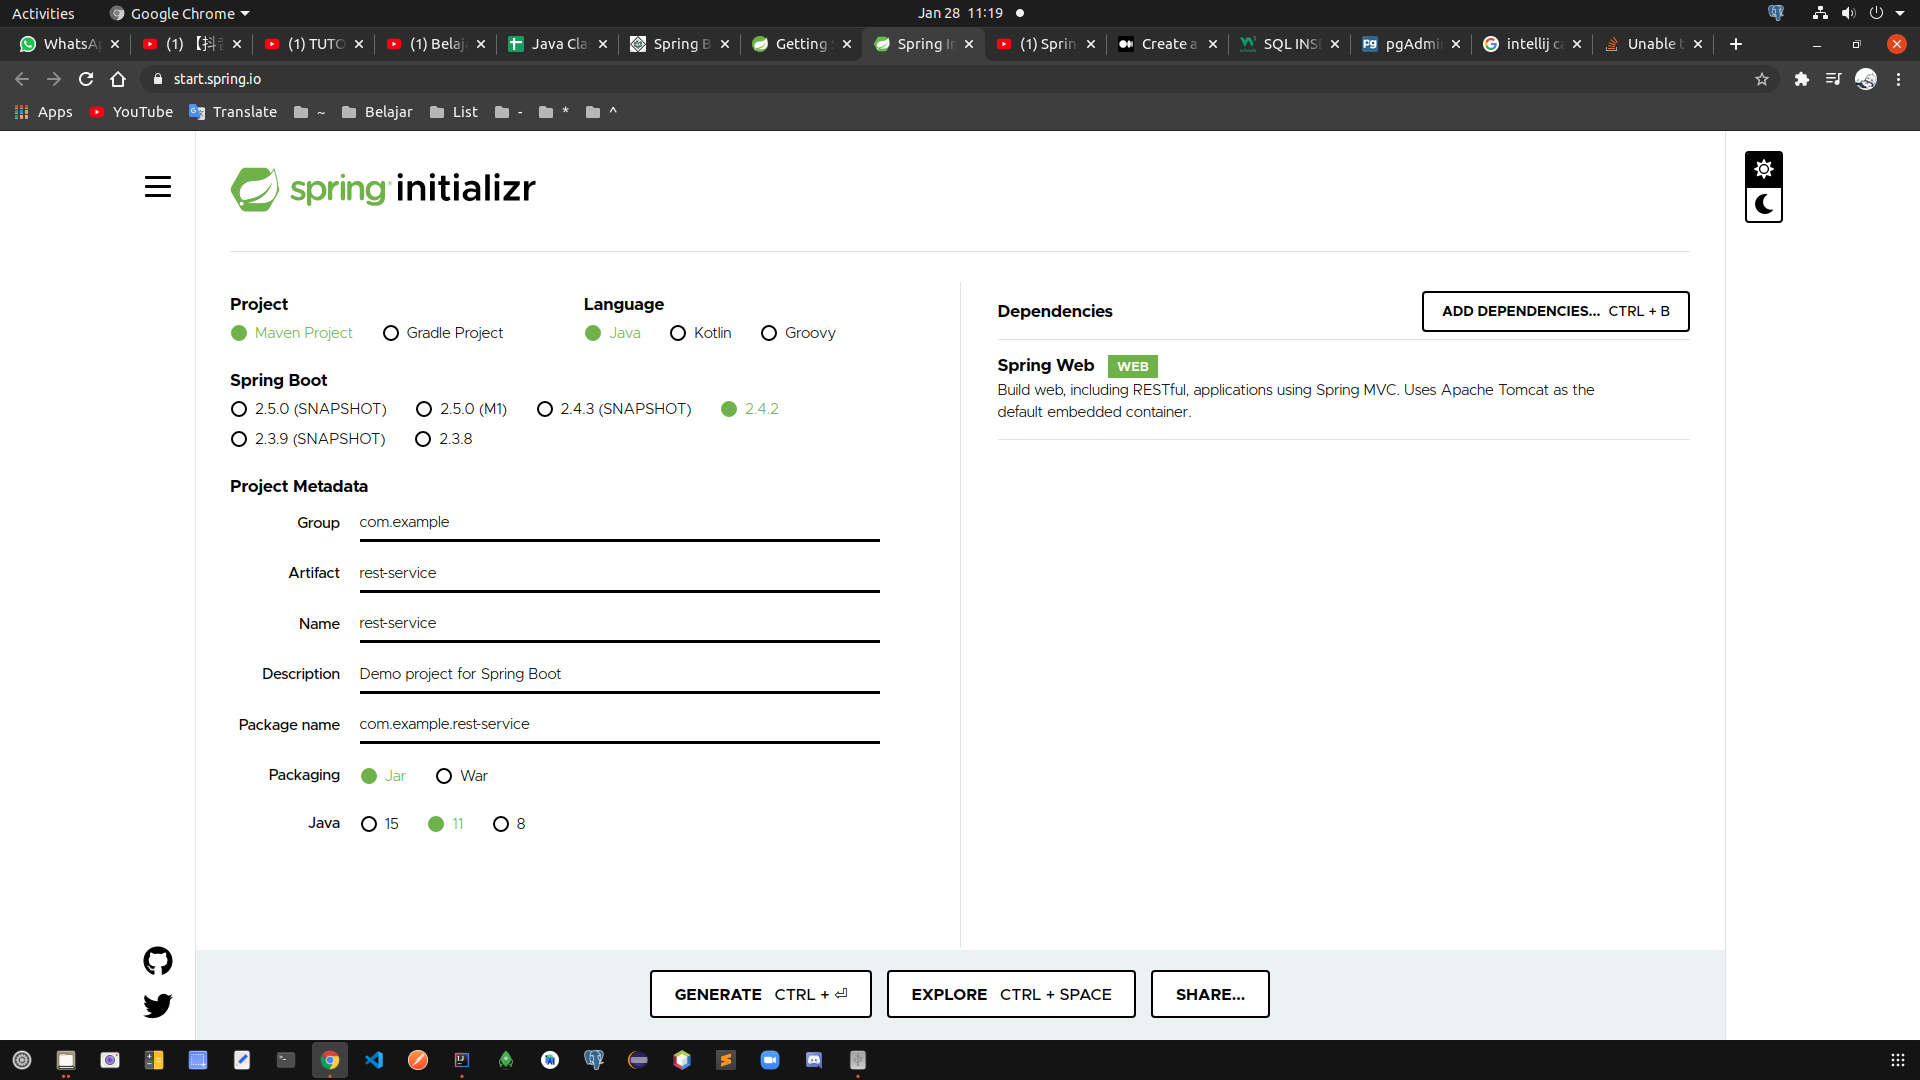 Activities Google Chrome Jan 28 11:19
WhatsAp (1) 【抖 (1) TUTO (1) Belaj Java Cla Spring B Getting Spring In (1) Sprin Create a SQL INSE pgAdmi intellij ca Unable t
start.spring.io
Apps YouTube Translate ~ Belajar List - * ^
spring initializr
Project Language Dependencies ADD DEPENDENCIES... CTRL + B
Maven Project Gradle Project Java Kotlin Groovy
Spring Web WEB
Build web, including RESTful, applications using Spring MVC. Uses Apache Tomcat as the
default embedded container.
Spring Boot
2.5.0 (SNAPSHOT) 2.5.0 (M1) 2.4.3 (SNAPSHOT) 2.4.2
2.3.9 (SNAPSHOT) 2.3.8
Project Metadata
Group com.example
Artifact rest-service
Name rest-service
Description Demo project for Spring Boot
Package name com.example.rest-service
Packaging Jar War
Java 15 11 8
GENERATE CTRL + ⏎ EXPLORE CTRL + SPACE SHARE...